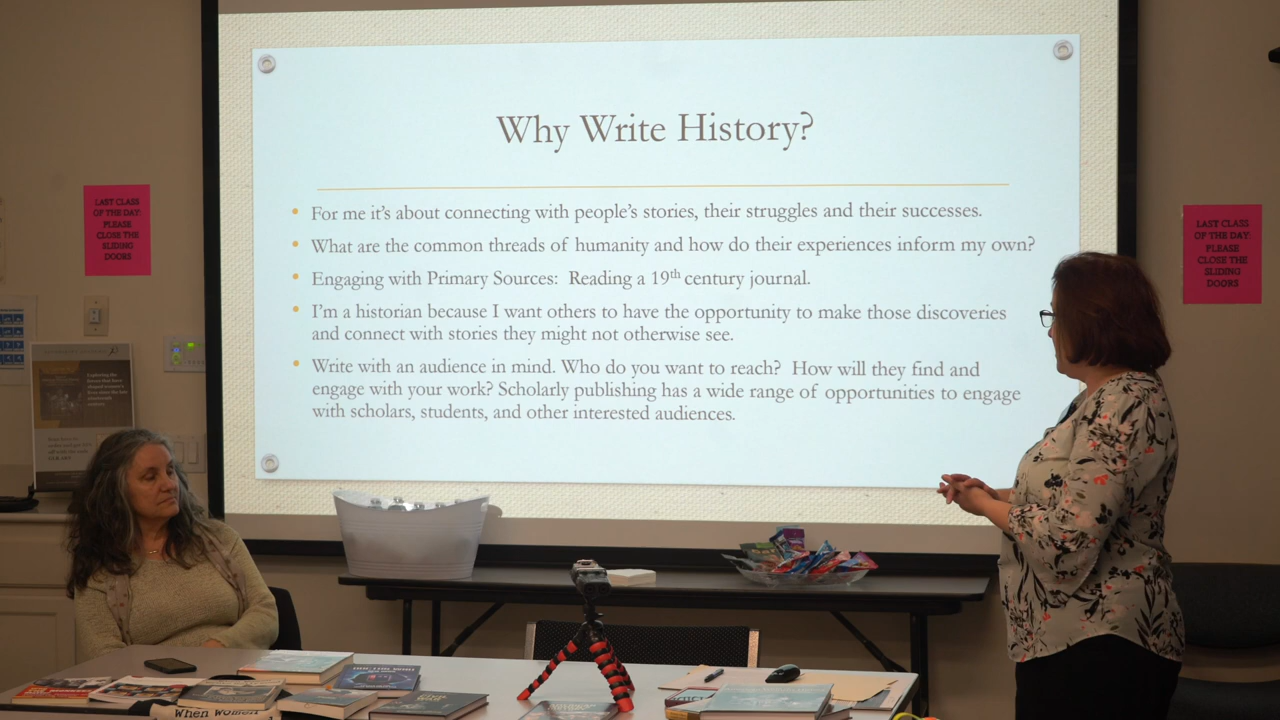 Why Write History?
For me it's about connecting with people's stories, their struggles and their successes.
What are the common threads of humanity and how do their experiences inform my own?
Engaging with Primary Sources: Reading a 19th century journal.
I'm a historian because I want others to have the opportunity to make those discoveries
and connect with stories they might not otherwise see.
Write with an audience in mind. Who do you want to reach? How will they find and
engage with your work? Scholarly publishing has a wide range of opportunities to engage
with scholars, students, and other interested audiences.
LAST CLASS
OF THE DAY:
PLEASE
CLOSE THE
SLIDING
DOORS
LAST CLASS
OF THE DAY:
PLEASE
CLOSE THE
SLIDING
DOORS
When Women